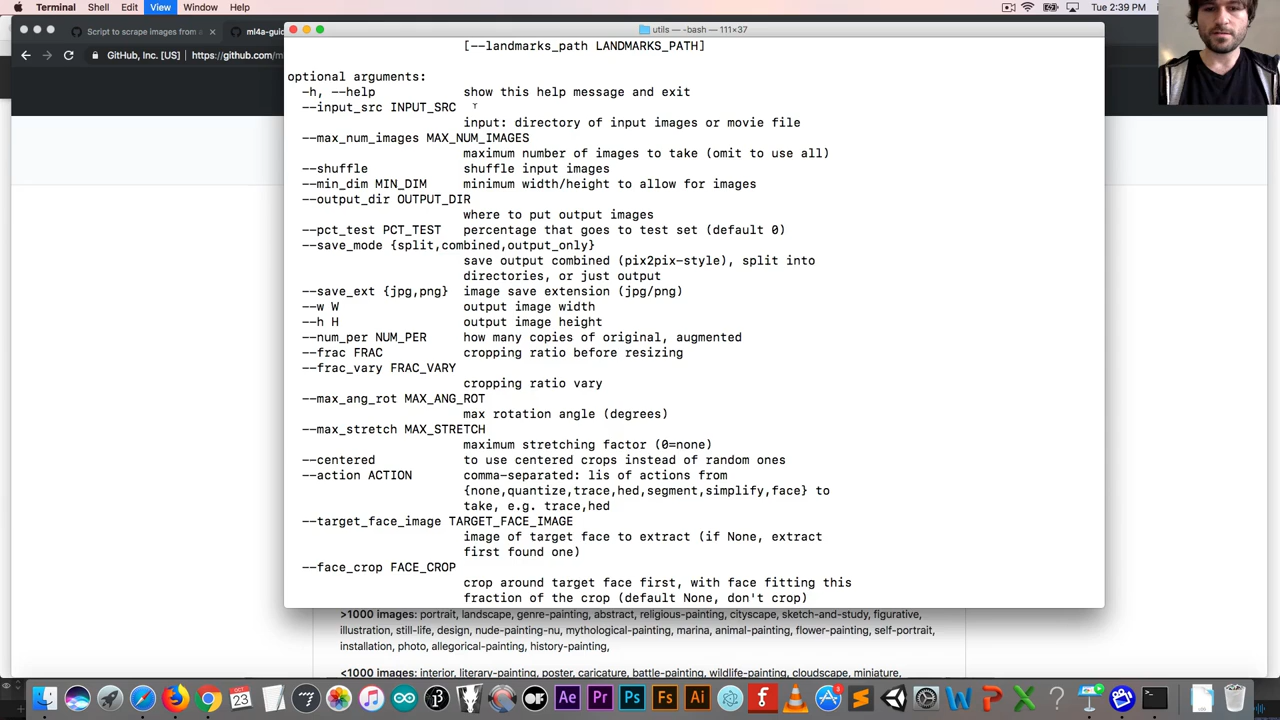 Terminal Shell Edit View Window Help
Tue 2:39 PM
Script to scrape images from
ml4a-gui
utils — -bash — 111×37
GitHub, Inc. [US] https://github.com/m
[--landmarks_path LANDMARKS_PATH]
optional arguments:
-h, --help show this help message and exit
--input_src INPUT_SRC
input: directory of input images or movie file
--max_num_images MAX_NUM_IMAGES
maximum number of images to take (omit to use all)
--shuffle shuffle input images
--min_dim MIN_DIM minimum width/height to allow for images
--output_dir OUTPUT_DIR
where to put output images
--pct_test PCT_TEST percentage that goes to test set (default 0)
--save_mode {split,combined,output_only}
save output combined (pix2pix-style), split into
directories, or just output
--save_ext {jpg,png} image save extension (jpg/png)
--w W output image width
--h H output image height
--num_per NUM_PER how many copies of original, augmented
--frac FRAC cropping ratio before resizing
--frac_vary FRAC_VARY
cropping ratio vary
--max_ang_rot MAX_ANG_ROT
max rotation angle (degrees)
--max_stretch MAX_STRETCH
maximum stretching factor (0=none)
--centered to use centered crops instead of random ones
--action ACTION comma-separated: lis of actions from
{none,quantize,trace,hed,segment,simplify,face} to
take, e.g. trace,hed
--target_face_image TARGET_FACE_IMAGE
image of target face to extract (if None, extract
first found one)
--face_crop FACE_CROP
crop around target face first, with face fitting this
fraction of the crop (default None, don't crop)
>1000 images: portrait, landscape, genre-painting, abstract, religious-painting, cityscape, sketch-and-study, figurative,
illustration, still-life, design, nude-painting-nu, mythological-painting, marina, animal-painting, flower-painting, self-portrait,
installation, photo, allegorical-painting, history-painting,
<1000 images: interior, literary-painting, poster, caricature, battle-painting, wildlife-painting, cloudscape, miniature,